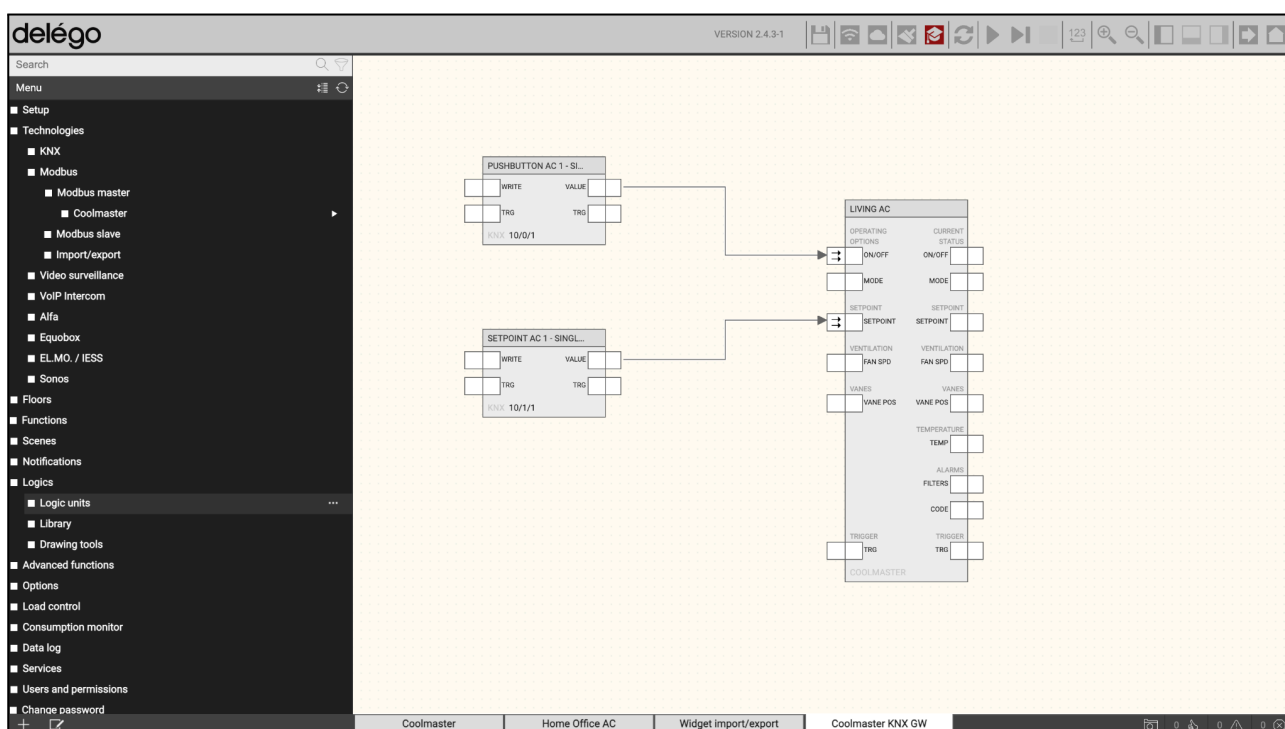 delégo
VERSION 2.4.3-1
123
Search
Menu
Setup
Technologies
KNX
Modbus
Modbus master
Coolmaster
Modbus slave
Import/export
Video surveillance
VoIP Intercom
Alfa
Equobox
EL.MO. / IESS
Sonos
Floors
Functions
Scenes
Notifications
Logics
Logic units
Library
Drawing tools
Advanced functions
Options
Load control
Consumption monitor
Data log
Services
Users and permissions
Change password
PUSHBUTTON AC 1 - SI...
WRITE VALUE
TRG TRG
KNX 10/0/1
SETPOINT AC 1 - SINGL...
WRITE VALUE
TRG TRG
KNX 10/1/1
LIVING AC
OPERATING CURRENT
OPTIONS STATUS
ON/OFF ON/OFF
MODE MODE
SETPOINT SETPOINT
SETPOINT SETPOINT
VENTILATION VENTILATION
FAN SPD FAN SPD
VANES VANES
VANE POS VANE POS
TEMPERATURE
TEMP
ALARMS
FILTERS
CODE
TRIGGER TRIGGER
TRG TRG
COOLMASTER
Coolmaster Home Office AC Widget import/export Coolmaster KNX GW
0 0 0